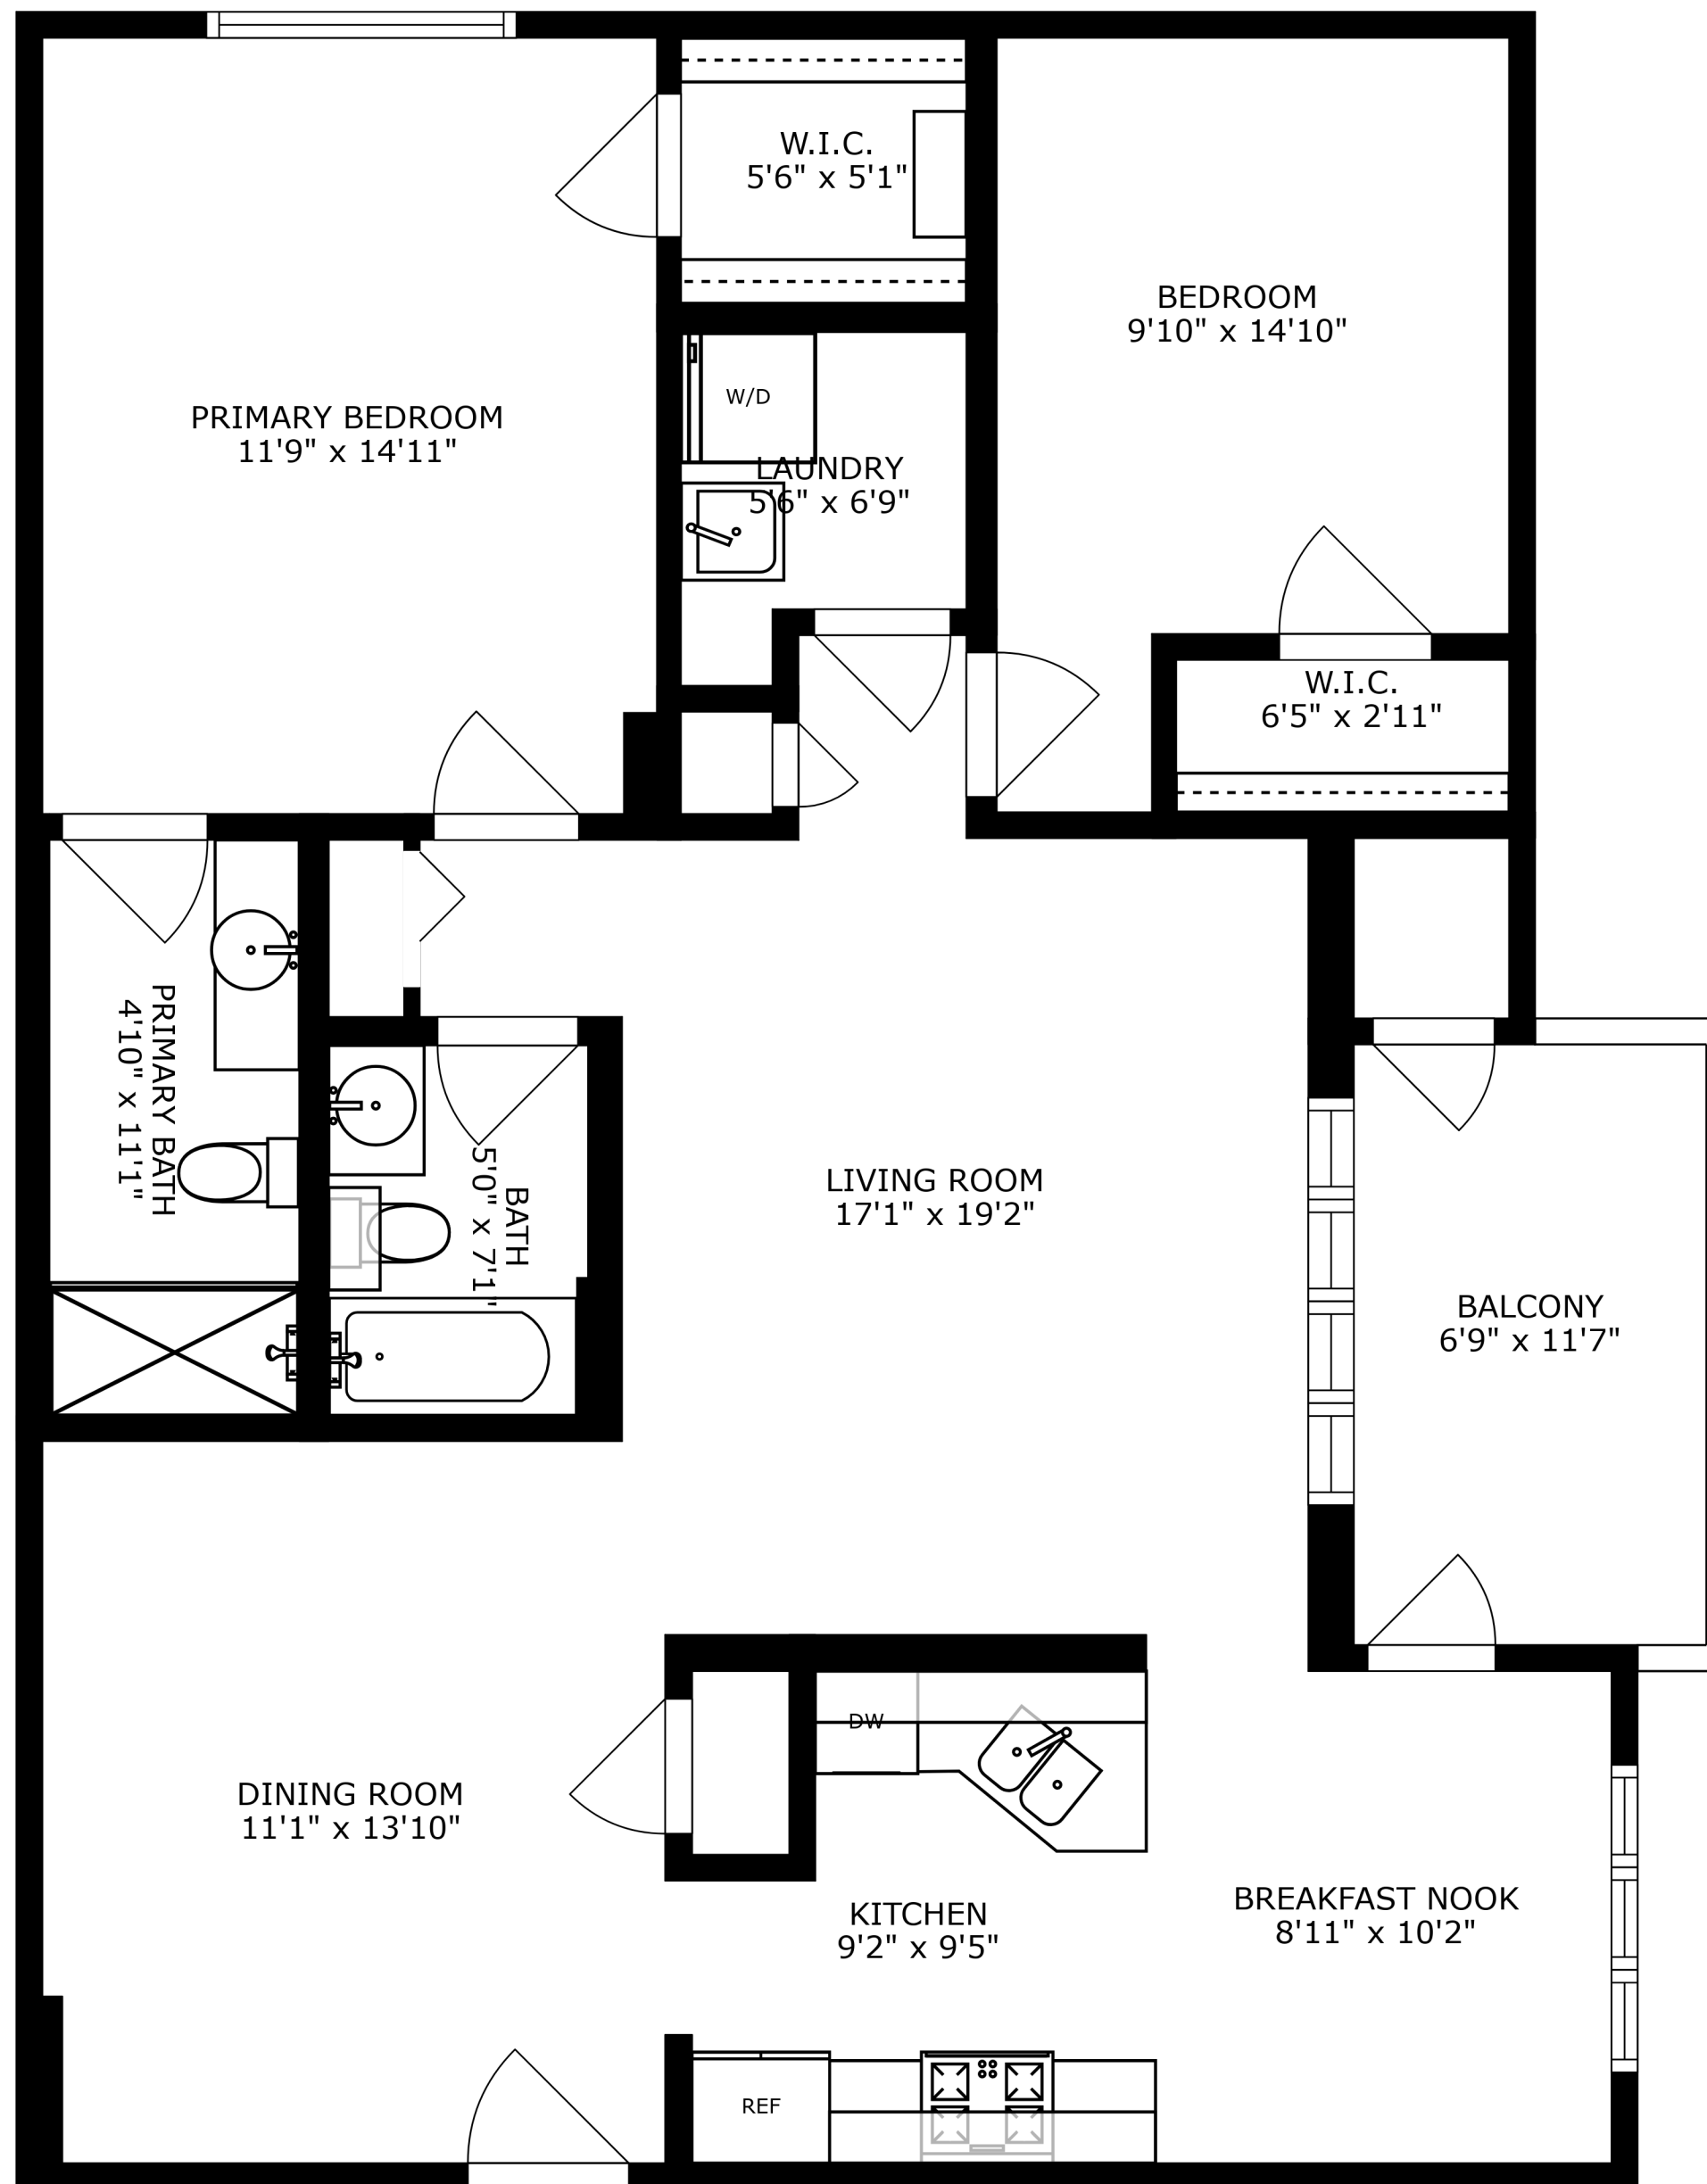 W.I.C.
5'6" x 5'1"
BEDROOM
9'10" x 14'10"
PRIMARY BEDROOM
11'9" x 14'11"
W/D
LAUNDRY
5'6" x 6'9"
W.I.C.
6'5" x 2'11"
PRIMARY BATH
4'10" x 11'1"
BATH
5'0" x 7'1"
LIVING ROOM
17'1" x 19'2"
BALCONY
6'9" x 11'7"
DW
DINING ROOM
11'1" x 13'10"
KITCHEN
9'2" x 9'5"
BREAKFAST NOOK
8'11" x 10'2"
REF